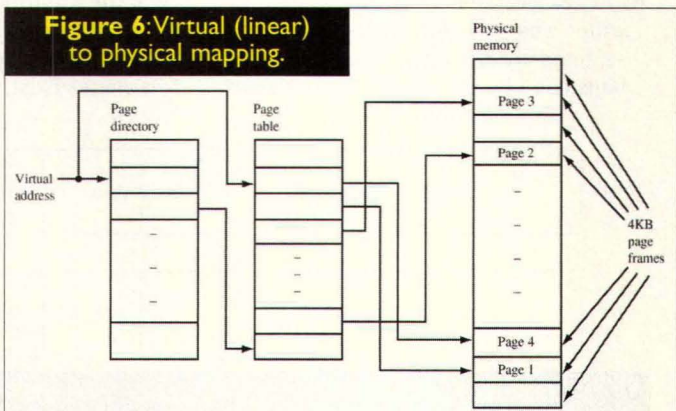 Figure 6: Virtual (linear)
to physical mapping.
Physical
memory
Page
directory
Page
table
Virtual
address
Page 3
Page 2
4KB
page
frames
Page 4
Page 1